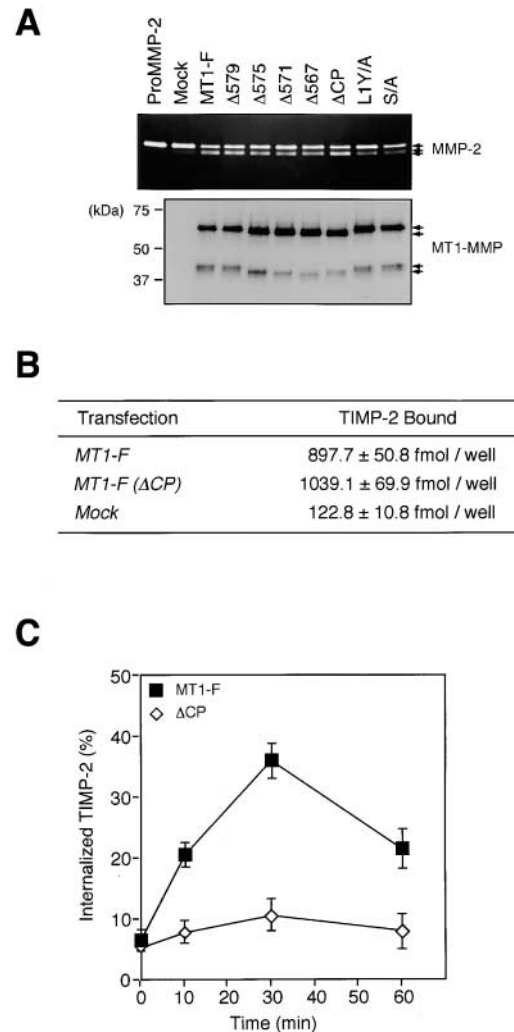 A
ProMMP-2
Mock
MT1-F
Δ579
Δ575
Δ571
Δ567
ΔCP
L1Y/A
S/A
MMP-2
(kDa)
75
50
37
MT1-MMP
B
Transfection TIMP-2 Bound
MT1-F 897.7 ± 50.8 fmol / well
MT1-F (ΔCP) 1039.1 ± 69.9 fmol / well
Mock 122.8 ± 10.8 fmol / well
C
50
40
30
20
10
0
Internalized TIMP-2 (%)
MT1-F
ΔCP
0 10 20 30 40 50 60
Time (min)